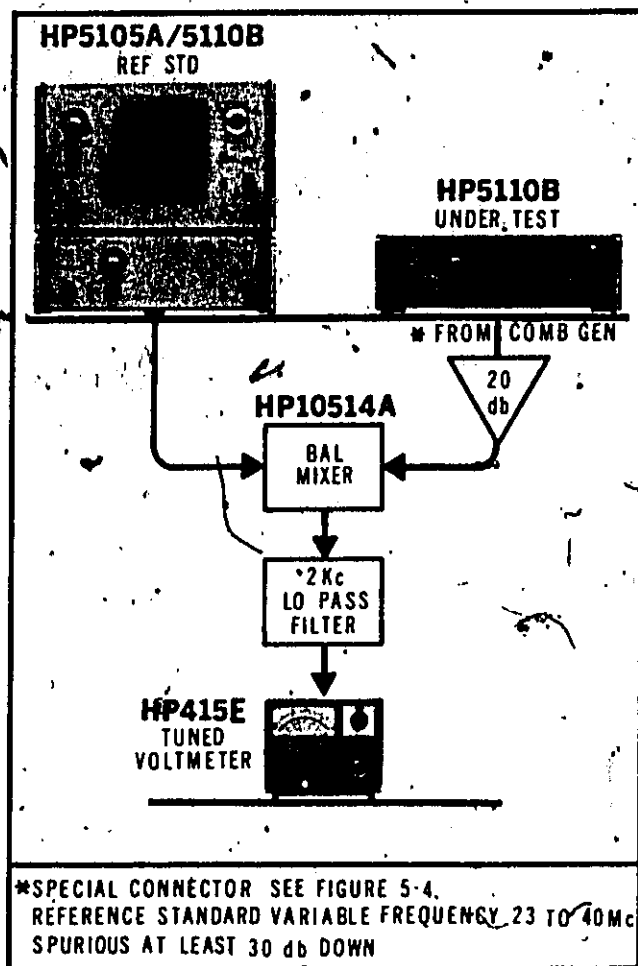 HP5105A/5110B
REF STD
HP5110B
UNDER TEST
* FROM COMB GEN
20
db
HP10514A
BAL
MIXER
2Kc
LO PASS
FILTER
HP415E
TUNED
VOLTMETER
*SPECIAL CONNECTOR SEE FIGURE 5-4.
REFERENCE STANDARD VARIABLE FREQUENCY 23 TO 40Mc
SPURIOUS AT LEAST 30 db DOWN